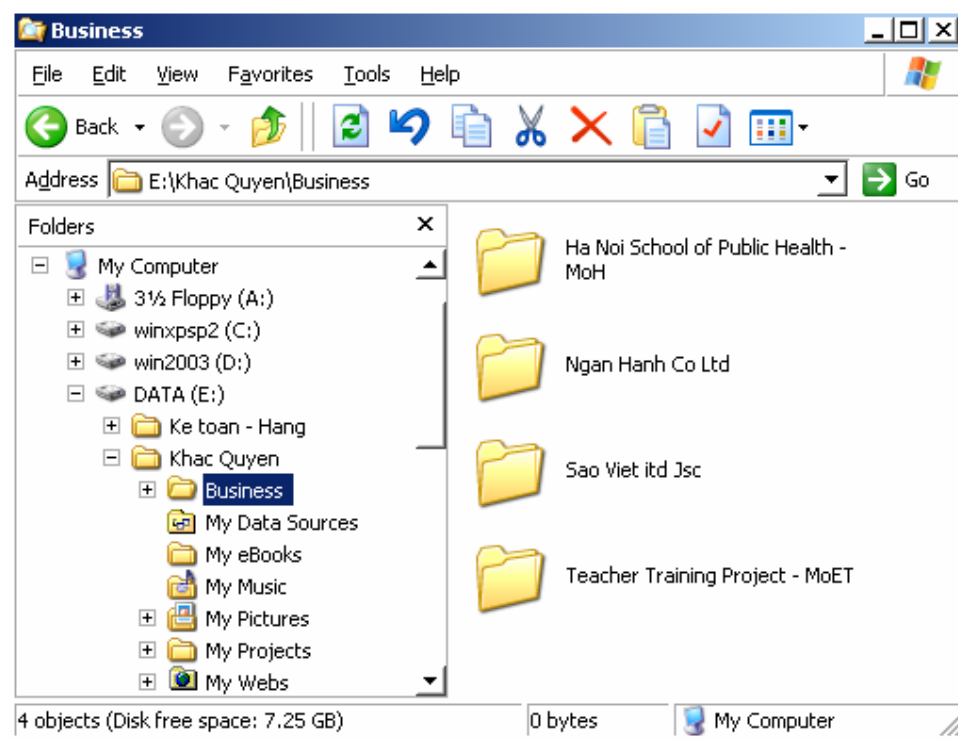 Business
File Edit View Favorites Tools Help
Back
Address E:\Khac Quyen\Business Go
Folders
My Computer
3½ Floppy (A:)
winxpsp2 (C:)
win2003 (D:)
DATA (E:)
Ke toan - Hang
Khac Quyen
Business
My Data Sources
My eBooks
My Music
My Pictures
My Projects
My Webs
Ha Noi School of Public Health -
MoH
Ngan Hanh Co Ltd
Sao Viet itd Jsc
Teacher Training Project - MoET
4 objects (Disk free space: 7.25 GB) 0 bytes My Computer